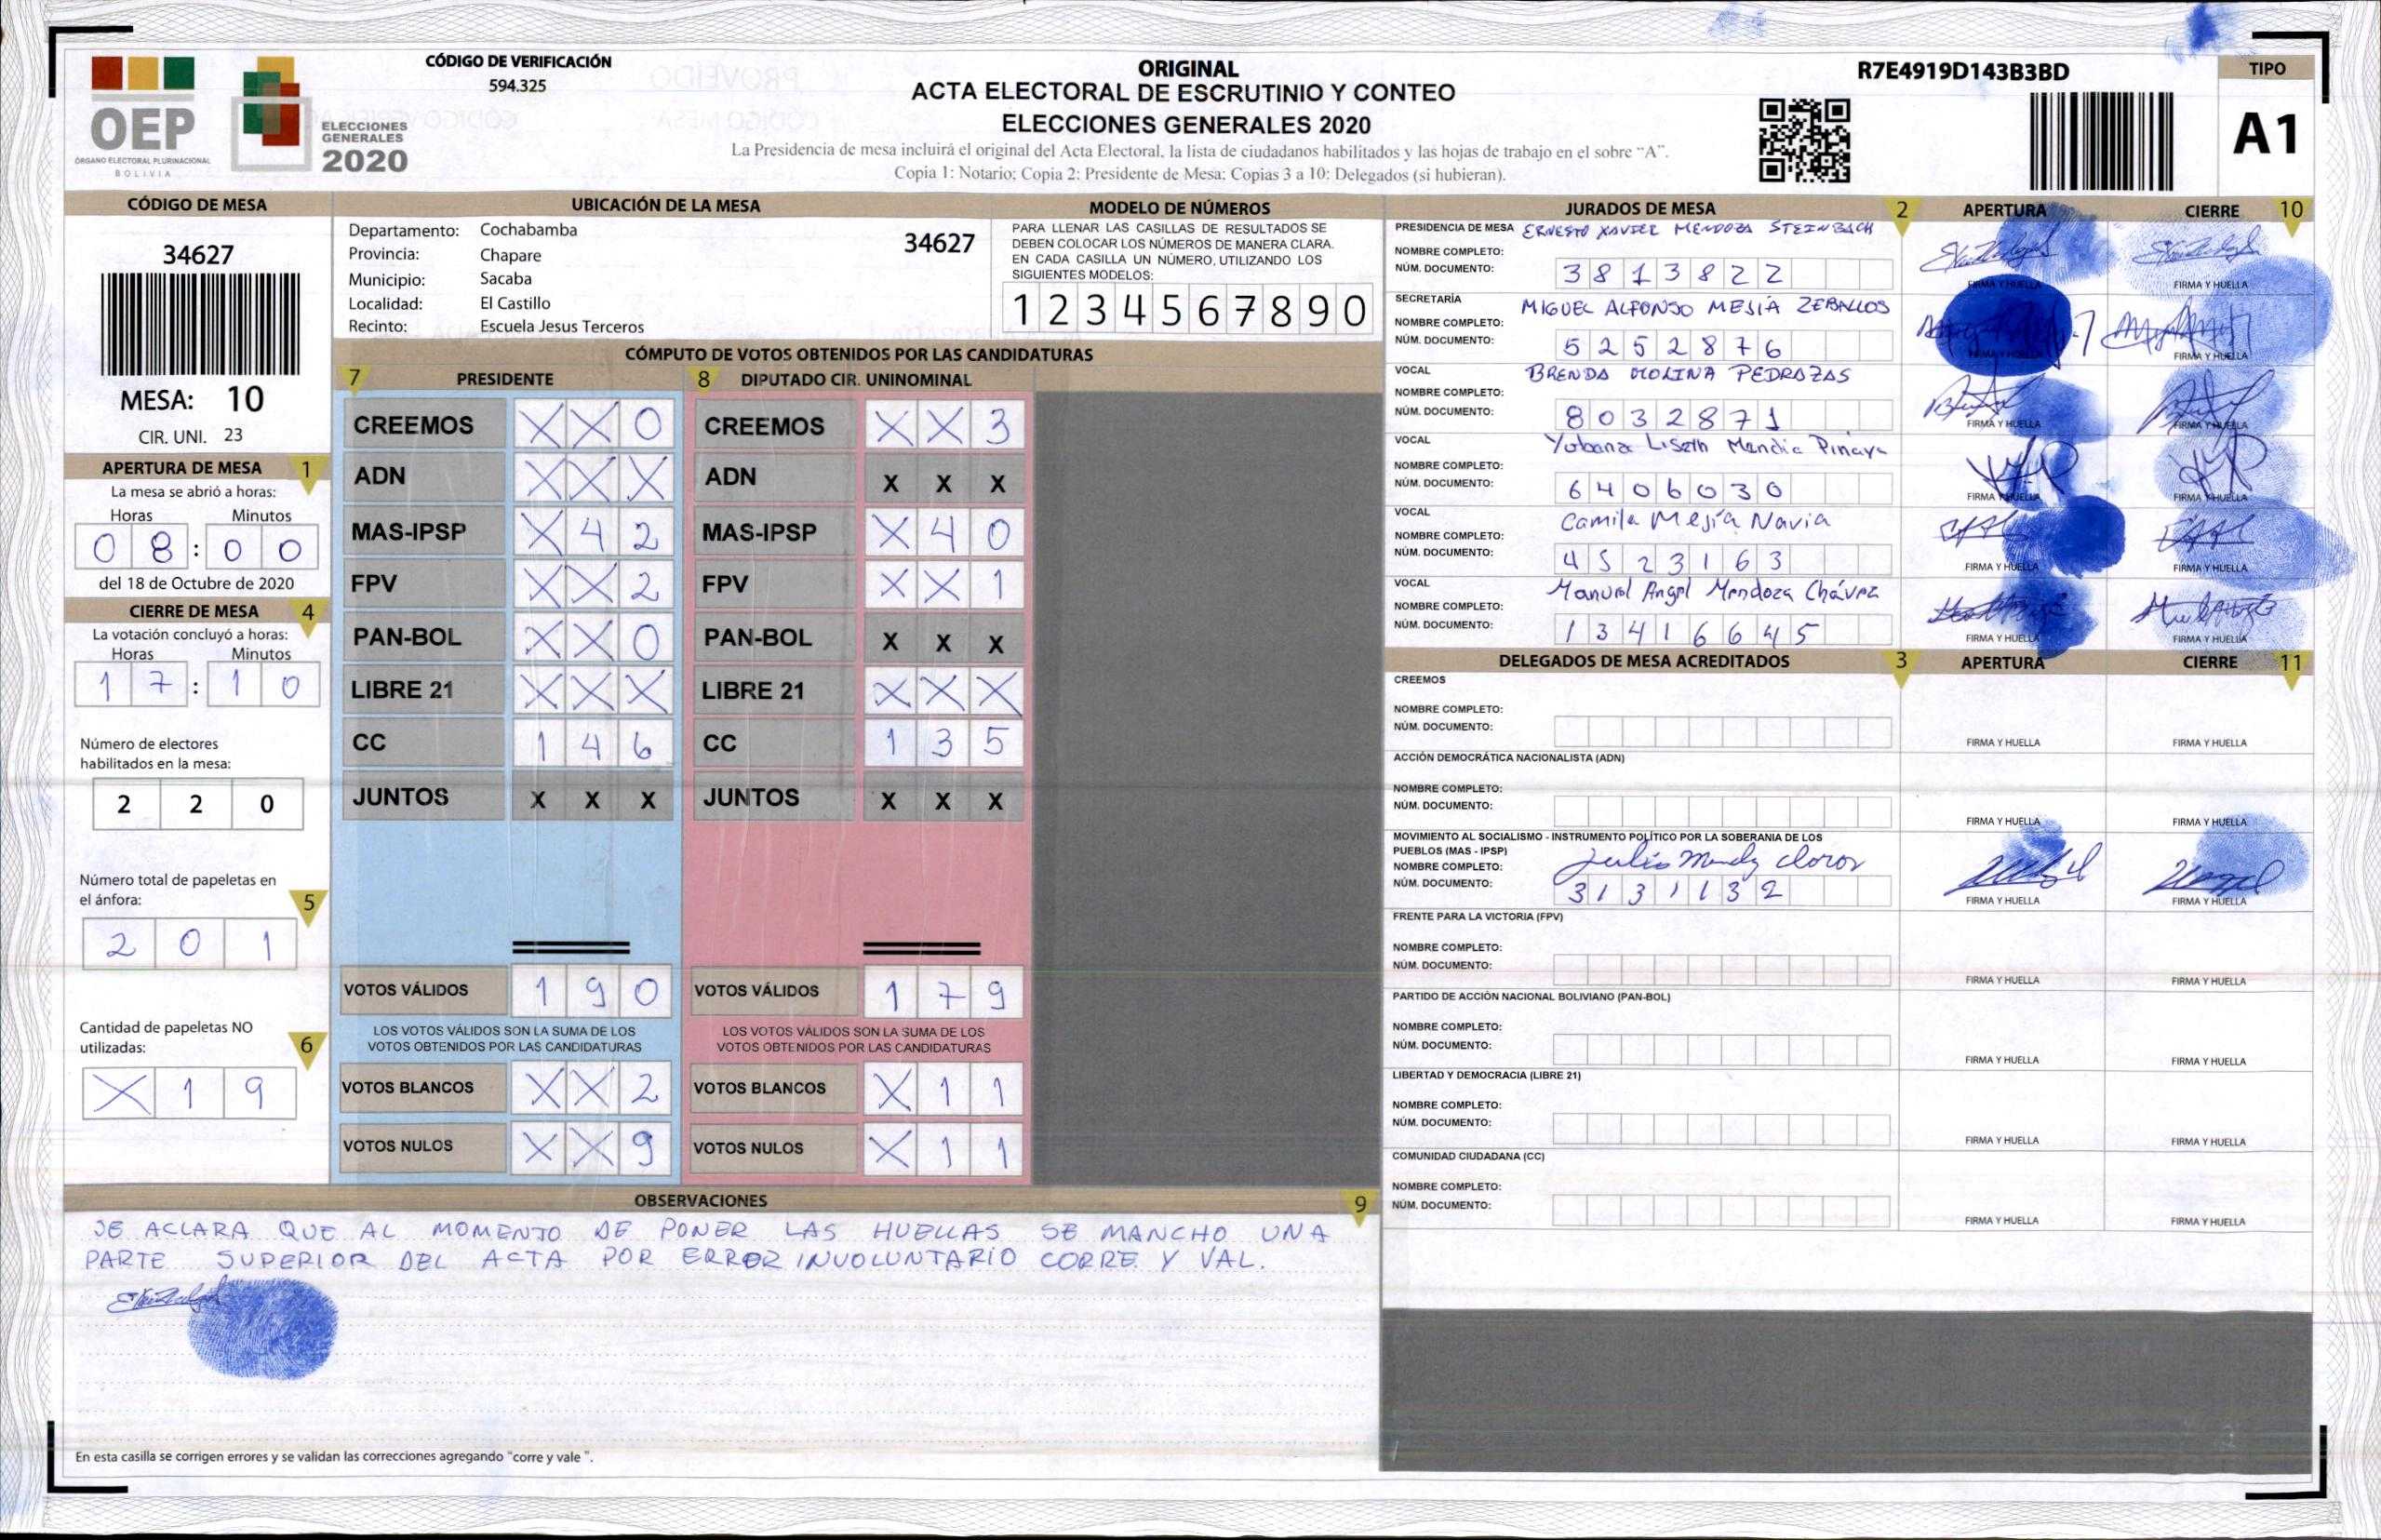 OEP
ÓRGANO ELECTORAL PLURINACIONAL
BOLIVIA
ELECCIONES
GENERALES
2020
CÓDIGO DE VERIFICACIÓN
594.325
ORIGINAL
ACTA ELECTORAL DE ESCRUTINIO Y CONTEO
ELECCIONES GENERALES 2020
La Presidencia de mesa incluirá el original del Acta Electoral, la lista de ciudadanos habilitados y las hojas de trabajo en el sobre “A”.
Copia 1: Notario; Copia 2: Presidente de Mesa; Copias 3 a 10: Delegados (si hubieran).
R7E4919D143B3BD
TIPO
A1
CÓDIGO DE MESA
34627
MESA: 10
CIR. UNI. 23
APERTURA DE MESA 1
La mesa se abrió a horas:
Horas Minutos
0 8 : 0 0
del 18 de Octubre de 2020
CIERRE DE MESA 4
La votación concluyó a horas:
Horas Minutos
1 7 : 1 0
Número de electores
habilitados en la mesa:
2 2 0
Número total de papeletas en
el ánfora: 5
2 0 1
Cantidad de papeletas NO
utilizadas: 6
X 1 9
UBICACIÓN DE LA MESA
Departamento: Cochabamba
Provincia: Chapare
Municipio: Sacaba
Localidad: El Castillo
Recinto: Escuela Jesus Terceros
34627
MODELO DE NÚMEROS
PARA LLENAR LAS CASILLAS DE RESULTADOS SE
DEBEN COLOCAR LOS NÚMEROS DE MANERA CLARA.
EN CADA CASILLA UN NÚMERO, UTILIZANDO LOS
SIGUIENTES MODELOS:
1 2 3 4 5 6 7 8 9 0
CÓMPUTO DE VOTOS OBTENIDOS POR LAS CANDIDATURAS
7 PRESIDENTE 8 DIPUTADO CIR. UNINOMINAL
CREEMOS X X 0 CREEMOS X X 3
ADN X X X ADN X X X
MAS-IPSP X 4 2 MAS-IPSP X 4 0
FPV X X 2 FPV X X 1
PAN-BOL X X 0 PAN-BOL X X X
LIBRE 21 X X X LIBRE 21 X X X
CC 1 4 6 CC 1 3 5
JUNTOS X X X JUNTOS X X X
VOTOS VÁLIDOS 1 9 0 VOTOS VÁLIDOS 1 7 9
LOS VOTOS VÁLIDOS SON LA SUMA DE LOS LOS VOTOS VÁLIDOS SON LA SUMA DE LOS
VOTOS OBTENIDOS POR LAS CANDIDATURAS VOTOS OBTENIDOS POR LAS CANDIDATURAS
VOTOS BLANCOS X X 2 VOTOS BLANCOS X 1 1
VOTOS NULOS X X 9 VOTOS NULOS X 1 1
OBSERVACIONES 9
SE ACLARA QUE AL MOMENTO DE PONER LAS HUELLAS SE MANCHO UNA
PARTE SUPERIOR DEL ACTA POR ERROR INVOLUNTARIO CORRE Y VAL.
En esta casilla se corrigen errores y se validan las correcciones agregando "corre y vale ".
JURADOS DE MESA 2 APERTURA CIERRE 10
PRESIDENCIA DE MESA ERNESTO XAVIER MENDOZA STEINBACH
NOMBRE COMPLETO:
NÚM. DOCUMENTO: 3 8 1 3 8 2 2
FIRMA Y HUELLA FIRMA Y HUELLA
SECRETARÍA MIGUEL ALFONSO MEJÍA ZEBALLOS
NOMBRE COMPLETO:
NÚM. DOCUMENTO: 5 2 5 2 8 7 6
FIRMA Y HUELLA FIRMA Y HUELLA
VOCAL BRENDA MOLINA PEDRAZAS
NOMBRE COMPLETO:
NÚM. DOCUMENTO: 8 0 3 2 8 7 1
FIRMA Y HUELLA FIRMA Y HUELLA
VOCAL Liseth
NOMBRE COMPLETO:
NÚM. DOCUMENTO: 6 4 0 6 0 3 0
FIRMA Y HUELLA FIRMA Y HUELLA
VOCAL Camila Mejía Navia
NOMBRE COMPLETO:
NÚM. DOCUMENTO: 4 5 2 3 1 6 3
FIRMA Y HUELLA FIRMA Y HUELLA
VOCAL Manuel Angel Mendoza Chávez
NOMBRE COMPLETO:
NÚM. DOCUMENTO: 1 3 4 1 6 6 4 5
FIRMA Y HUELLA FIRMA Y HUELLA
DELEGADOS DE MESA ACREDITADOS 3 APERTURA CIERRE 11
CREEMOS
NOMBRE COMPLETO:
NÚM. DOCUMENTO:
FIRMA Y HUELLA FIRMA Y HUELLA
ACCIÓN DEMOCRÁTICA NACIONALISTA (ADN)
NOMBRE COMPLETO:
NÚM. DOCUMENTO:
FIRMA Y HUELLA FIRMA Y HUELLA
MOVIMIENTO AL SOCIALISMO - INSTRUMENTO POLÍTICO POR LA SOBERANIA DE LOS
PUEBLOS (MAS - IPSP)
NOMBRE COMPLETO: Julio
NÚM. DOCUMENTO: 3 1 3 1 1 3 2
FIRMA Y HUELLA FIRMA Y HUELLA
FRENTE PARA LA VICTORIA (FPV)
NOMBRE COMPLETO:
NÚM. DOCUMENTO:
FIRMA Y HUELLA FIRMA Y HUELLA
PARTIDO DE ACCIÓN NACIONAL BOLIVIANO (PAN-BOL)
NOMBRE COMPLETO:
NÚM. DOCUMENTO:
FIRMA Y HUELLA FIRMA Y HUELLA
LIBERTAD Y DEMOCRACIA (LIBRE 21)
NOMBRE COMPLETO:
NÚM. DOCUMENTO:
FIRMA Y HUELLA FIRMA Y HUELLA
COMUNIDAD CIUDADANA (CC)
NOMBRE COMPLETO:
NÚM. DOCUMENTO:
FIRMA Y HUELLA FIRMA Y HUELLA